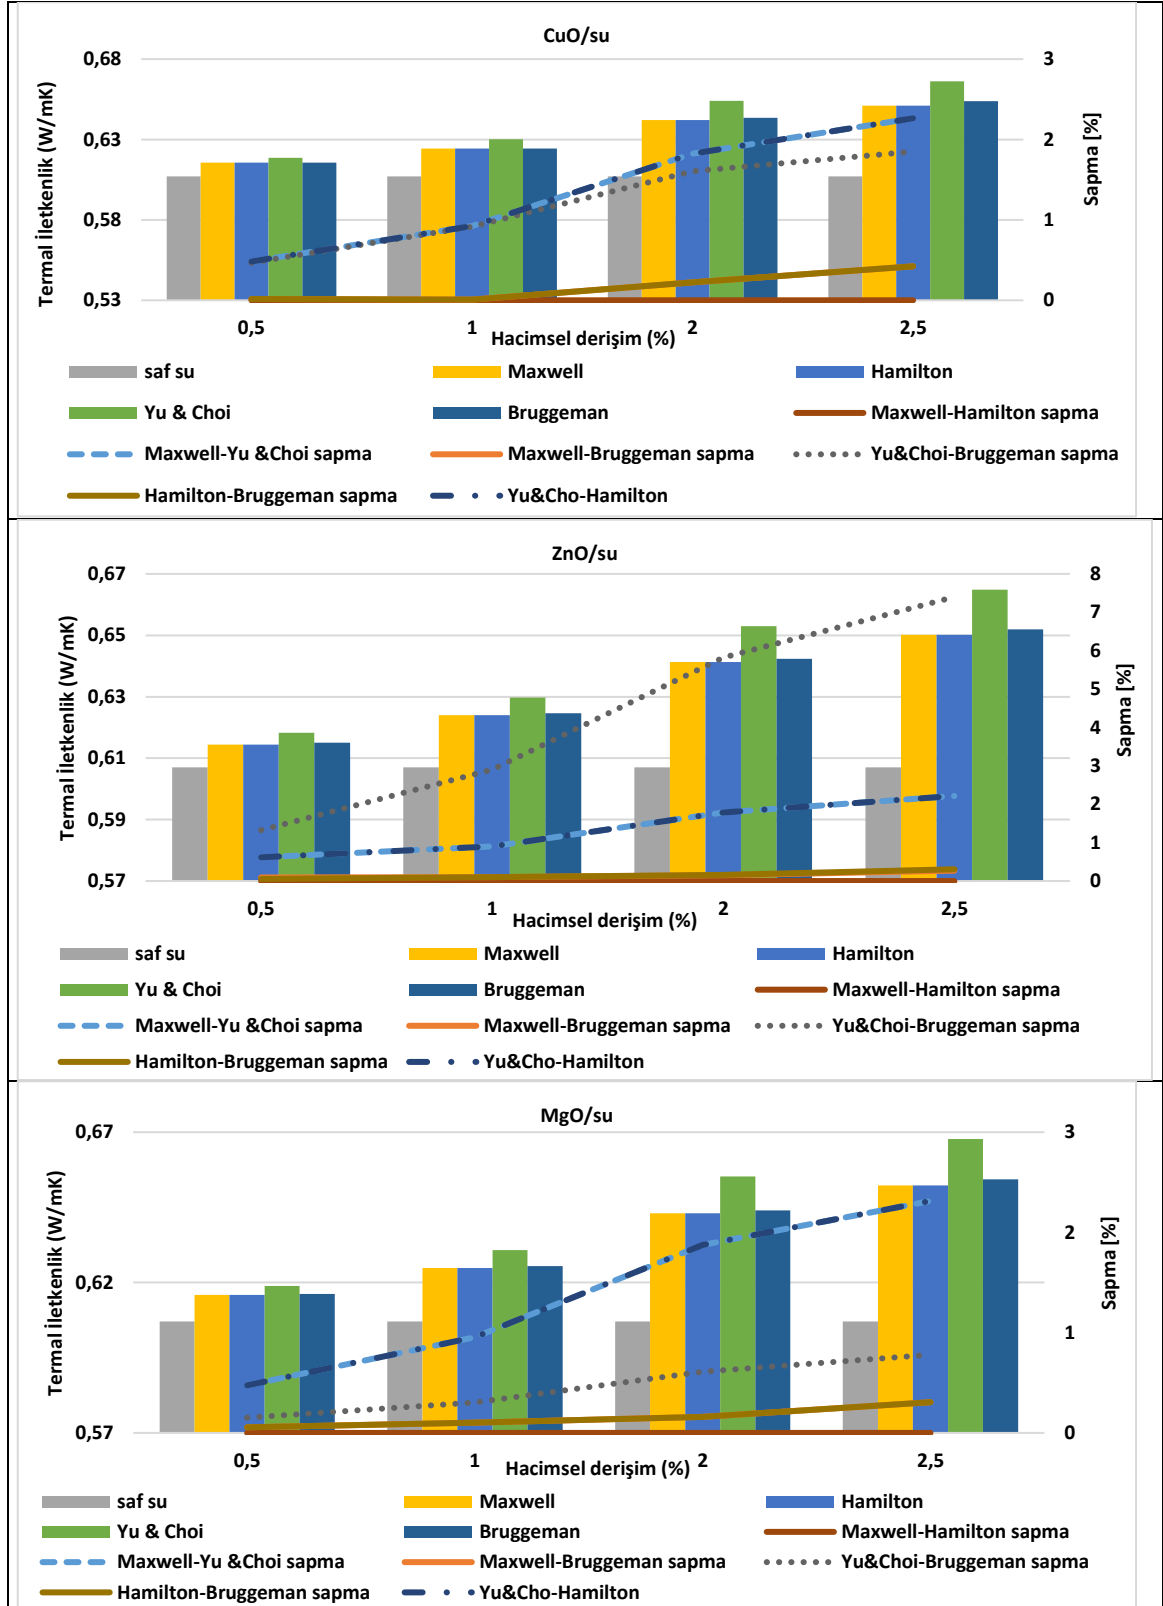 CuO/su
Termal iletkenlik (W/mK)
0,68
0,63
0,58
0,53
3
2
1
0
Sapma [%]
0,5 1 2 2,5
Hacimsel derişim (%)
saf su Maxwell Hamilton
Yu & Choi Bruggeman Maxwell-Hamilton sapma
Maxwell-Yu &Choi sapma Maxwell-Bruggeman sapma Yu&Choi-Bruggeman sapma
Hamilton-Bruggeman sapma Yu&Cho-Hamilton
ZnO/su
Termal iletkenlik (W/mK)
0,67
0,65
0,63
0,61
0,59
0,57
8
7
6
5
4
3
2
1
0
Sapma [%]
0,5 1 2 2,5
Hacimsel derişim (%)
saf su Maxwell Hamilton
Yu & Choi Bruggeman Maxwell-Hamilton sapma
Maxwell-Yu &Choi sapma Maxwell-Bruggeman sapma Yu&Choi-Bruggeman sapma
Hamilton-Bruggeman sapma Yu&Cho-Hamilton
MgO/su
Termal iletkenlik (W/mK)
0,67
0,62
0,57
3
2
1
0
Sapma [%]
0,5 1 2 2,5
Hacimsel derişim (%)
saf su Maxwell Hamilton
Yu & Choi Bruggeman Maxwell-Hamilton sapma
Maxwell-Yu &Choi sapma Maxwell-Bruggeman sapma Yu&Choi-Bruggeman sapma
Hamilton-Bruggeman sapma Yu&Cho-Hamilton